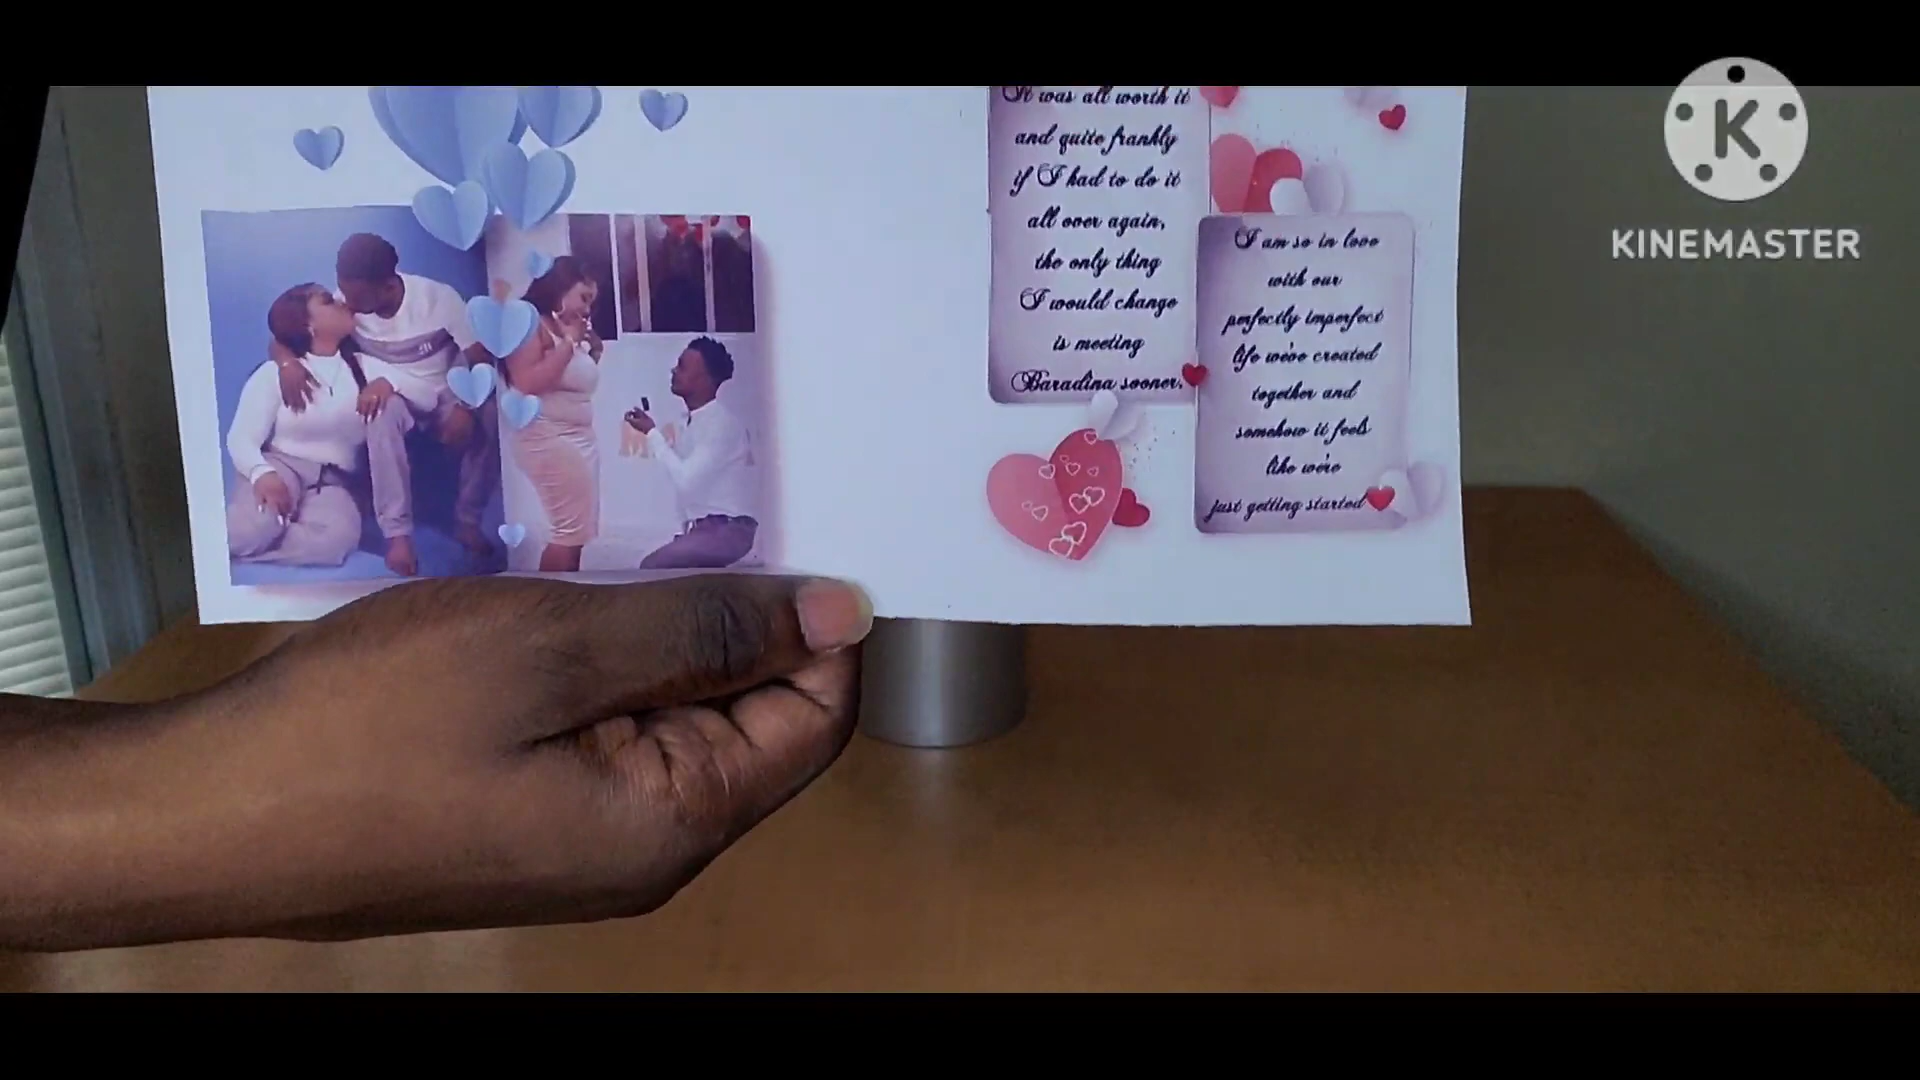 It was all worth it
and quite frankly
if I had to do it
all over again,
the only thing
I would change
is meeting
Baradina sooner.
I am so in love
with our
perfectly imperfect
life we've created
together and
somehow it feels
like we're
just getting started
K
KINEMASTER